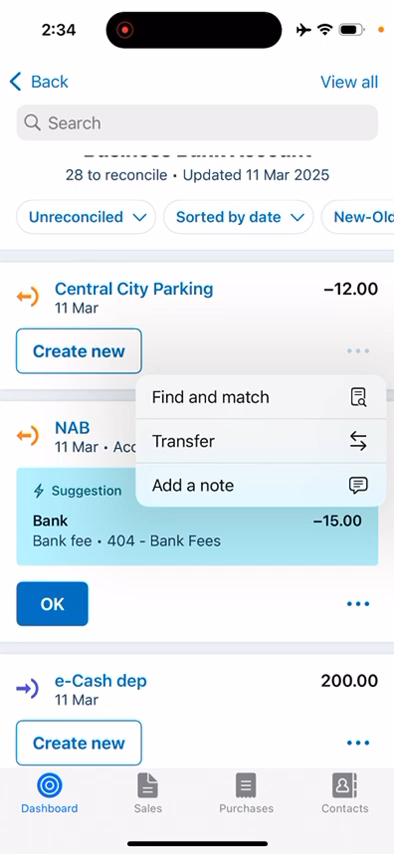 2:34
Back
View all
Search
28 to reconcile • Updated 11 Mar 2025
Unreconciled
Sorted by date
New-Old
Central City Parking
−12.00
11 Mar
Create new
Find and match
Transfer
Add a note
NAB
11 Mar • Acc
Suggestion
Bank
−15.00
Bank fee • 404 - Bank Fees
OK
e-Cash dep
200.00
11 Mar
Create new
Dashboard
Sales
Purchases
Contacts